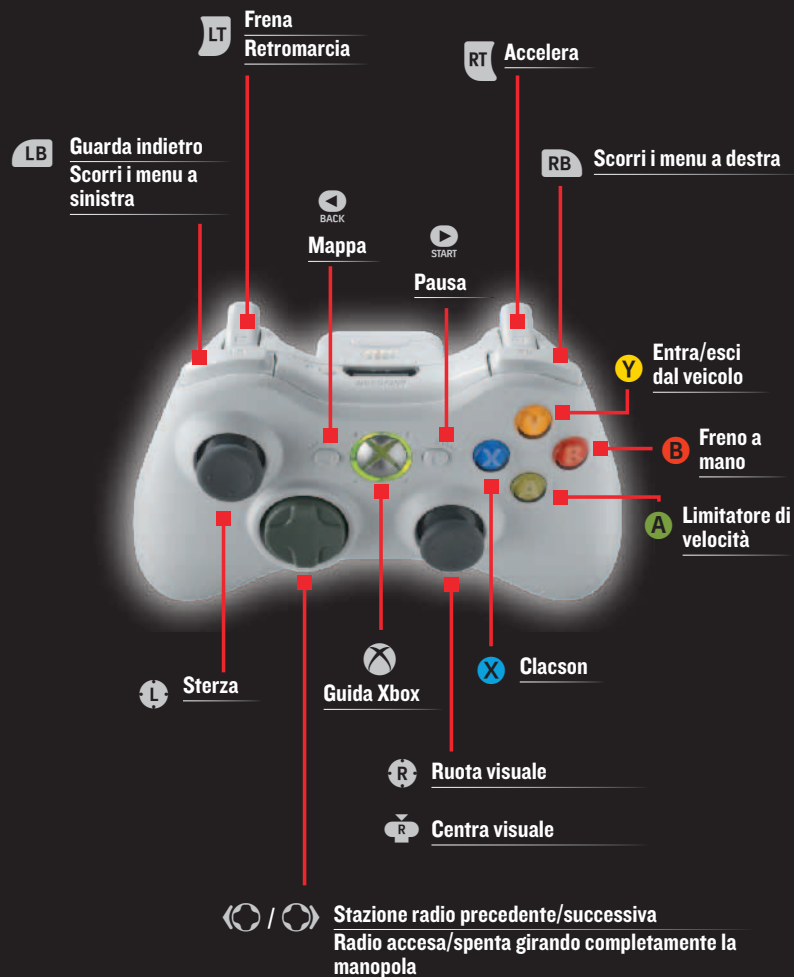 LT
Frena
Retromarcia
RT
Accelera
LB
Guarda indietro
Scorri i menu a
sinistra
RB
Scorri i menu a destra
BACK
Mappa
START
Pausa
Y
Entra/esci
dal veicolo
B
Freno a
mano
A
Limitatore di
velocità
Y
X
B
A
L
Sterza
Guida Xbox
X
Clacson
R
Ruota visuale
R
Centra visuale
/
Stazione radio precedente/successiva
Radio accesa/spenta girando completamente la
manopola